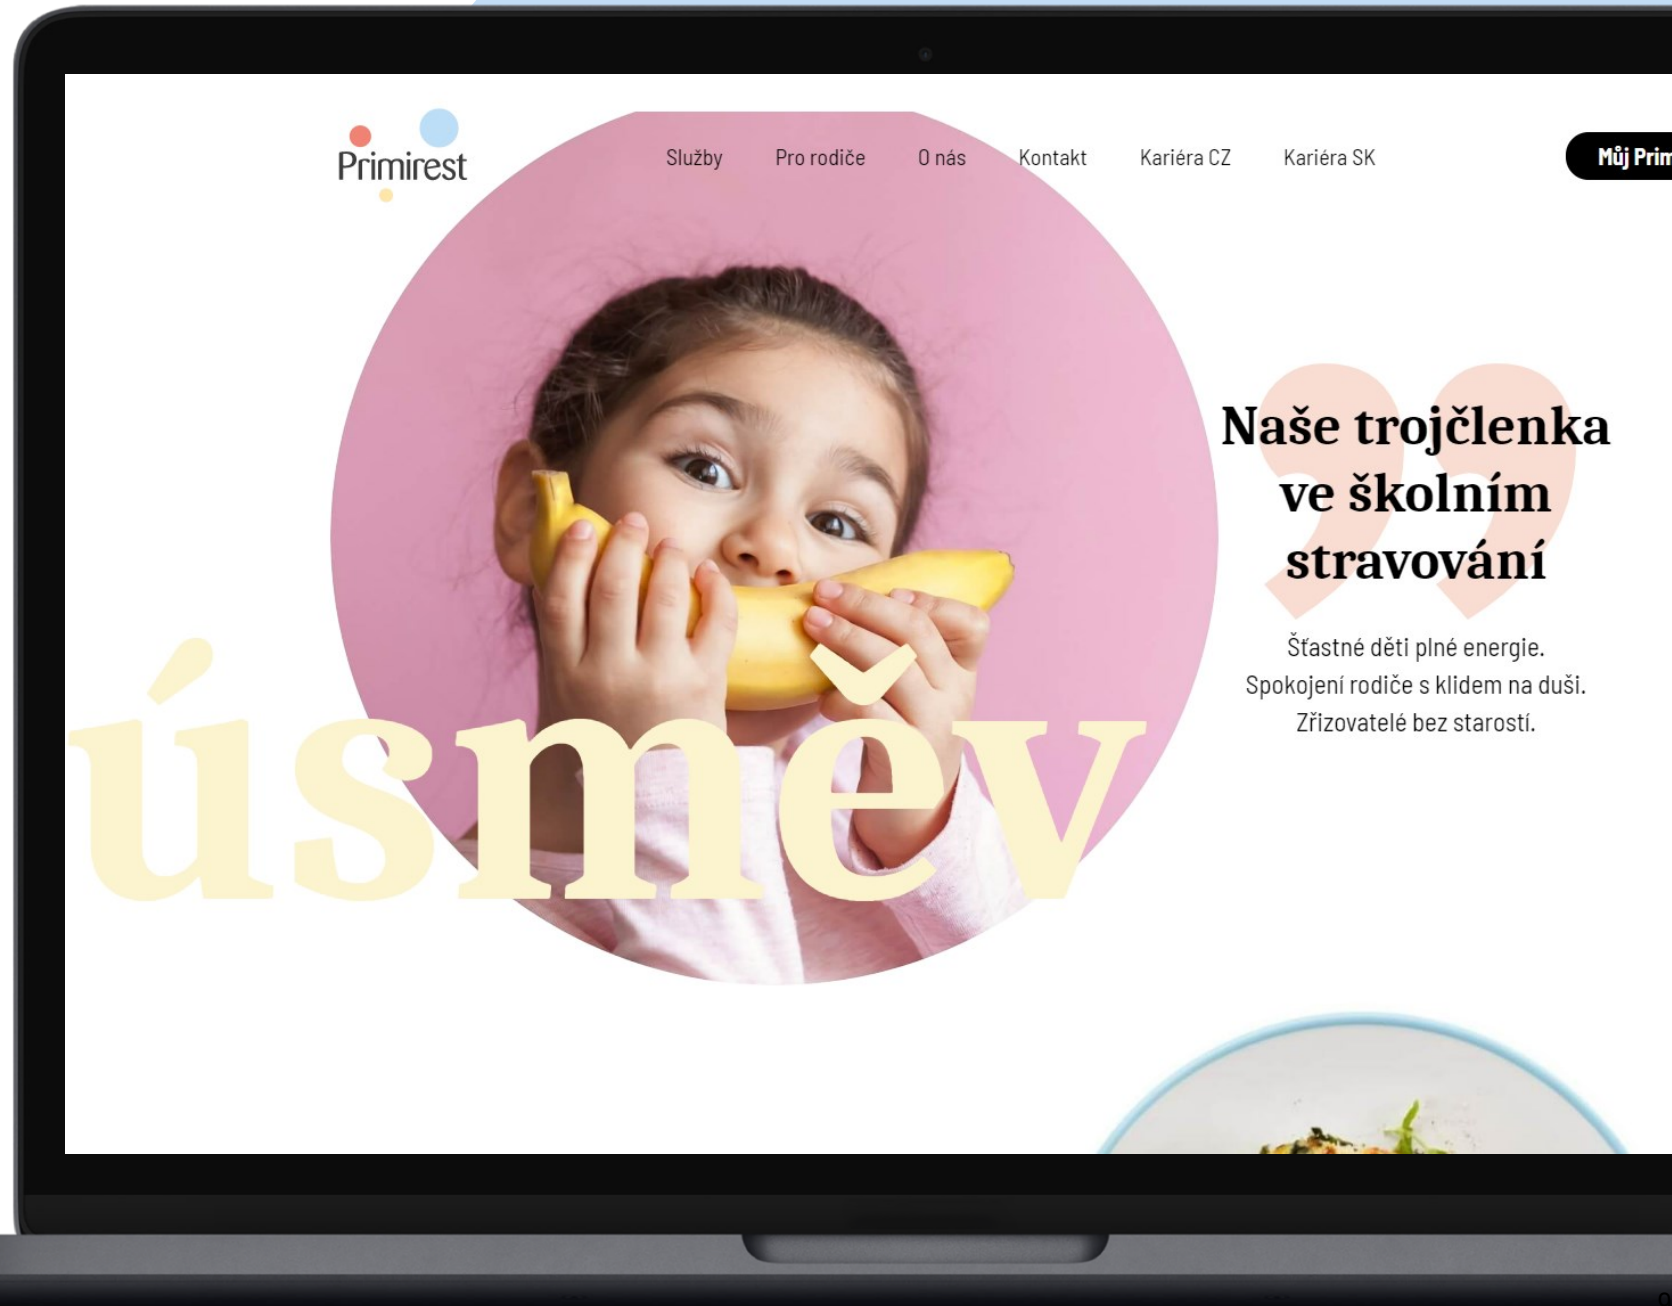 Primirest
Služby Pro rodiče O nás Kontakt Kariéra CZ Kariéra SK Můj
Naše trojčlenka
ve školním
stravování
Šťastné děti plné energie.
Spokojení rodiče s klidem na duši.
Zřizovatelé bez starostí.
úsměv